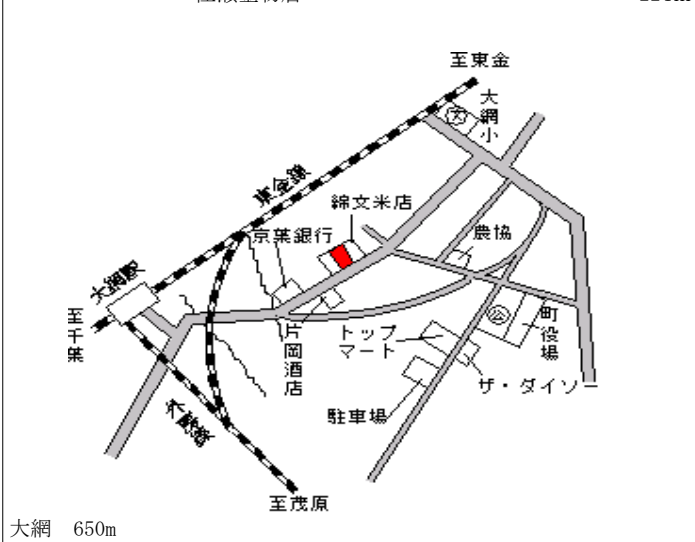 至東金
大網小
東金線
綿文米店
京葉銀行
農協
大網駅
至千葉
片岡酒店
トップ
マート
公
町役場
ザ・ダイソー
駐車場
外房線
至茂原
大網 650m